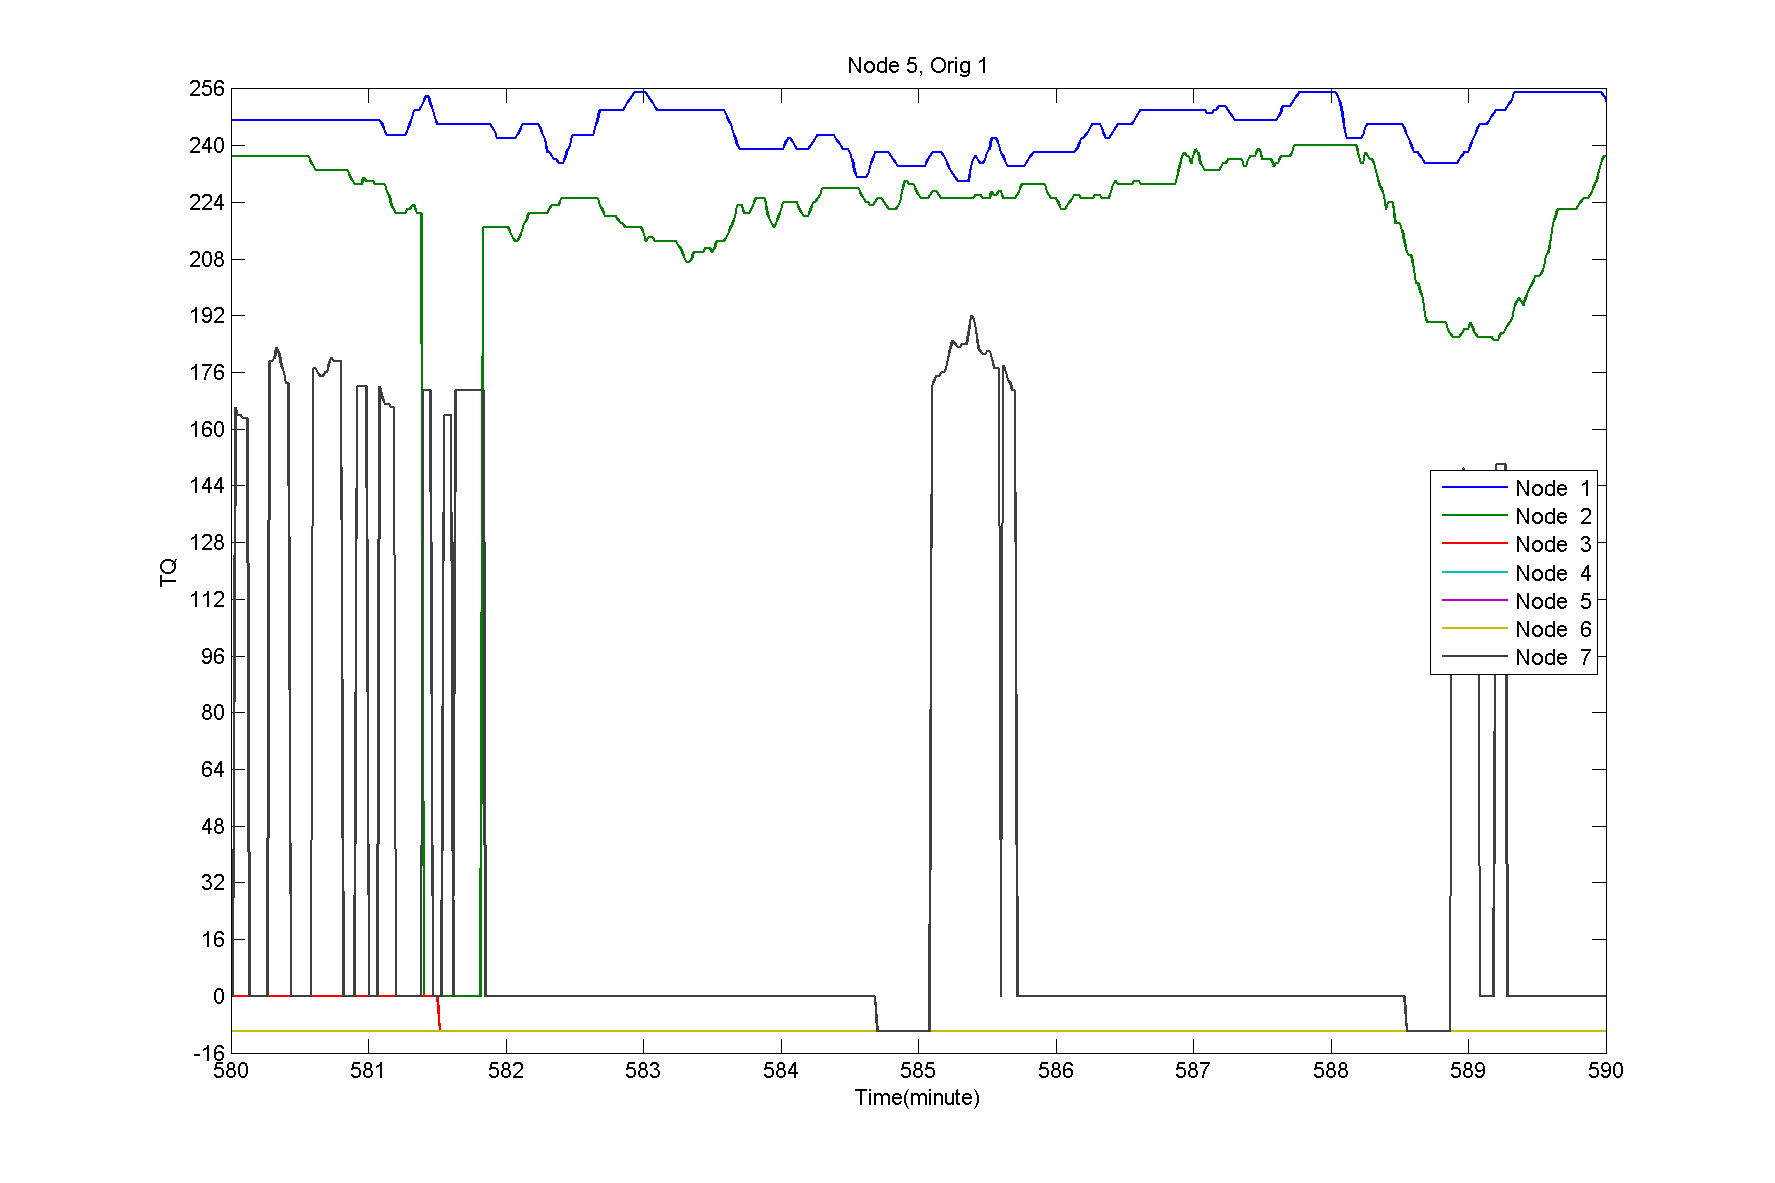 Node 5, Orig 1
256
240
224
208
192
176
160
144
128
112
96
80
64
48
32
16
0
-16
TQ
Node 1
Node 2
Node 3
Node 4
Node 5
Node 6
Node 7
580 581 582 583 584 585 586 587 588 589 590
Time(minute)